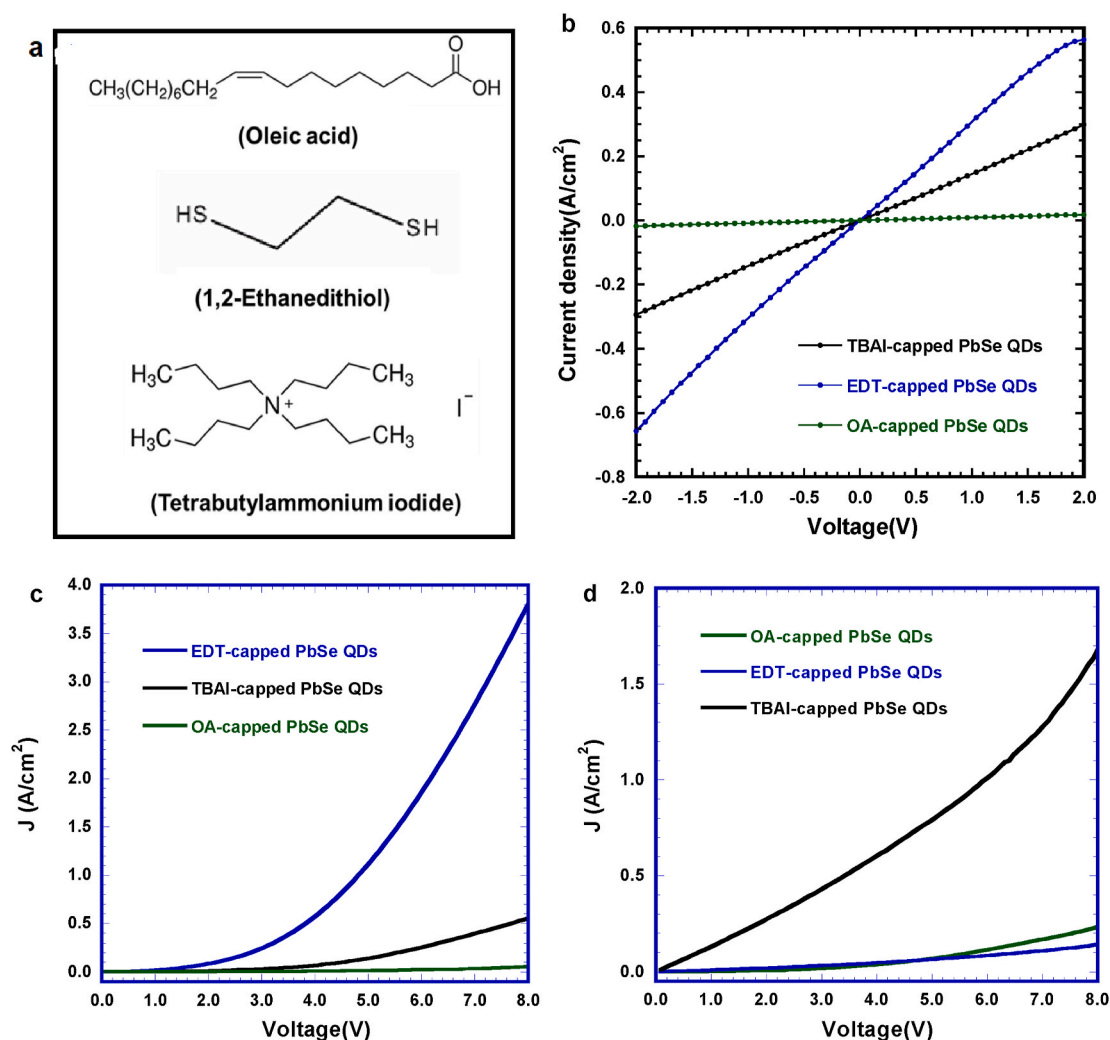 a
CH3(CH2)6CH2
O
OH
(Oleic acid)
HS
SH
(1,2-Ethanedithiol)
H3C
CH3
N+
I−
H3C
CH3
(Tetrabutylammonium iodide)
b
Current density(A/cm2)
0.6
0.4
0.2
0.0
-0.2
-0.4
-0.6
-0.8
TBAI-capped PbSe QDs
EDT-capped PbSe QDs
OA-capped PbSe QDs
-2.0 -1.5 -1.0 -0.5 0.0 0.5 1.0 1.5 2.0
Voltage(V)
c
J (A/cm2)
4.0
3.5
3.0
2.5
2.0
1.5
1.0
0.5
0.0
EDT-capped PbSe QDs
TBAI-capped PbSe QDs
OA-capped PbSe QDs
0.0 1.0 2.0 3.0 4.0 5.0 6.0 7.0 8.0
Voltage(V)
d
J (A/cm2)
2.0
1.5
1.0
0.5
0.0
OA-capped PbSe QDs
EDT-capped PbSe QDs
TBAI-capped PbSe QDs
0.0 1.0 2.0 3.0 4.0 5.0 6.0 7.0 8.0
Voltage(V)